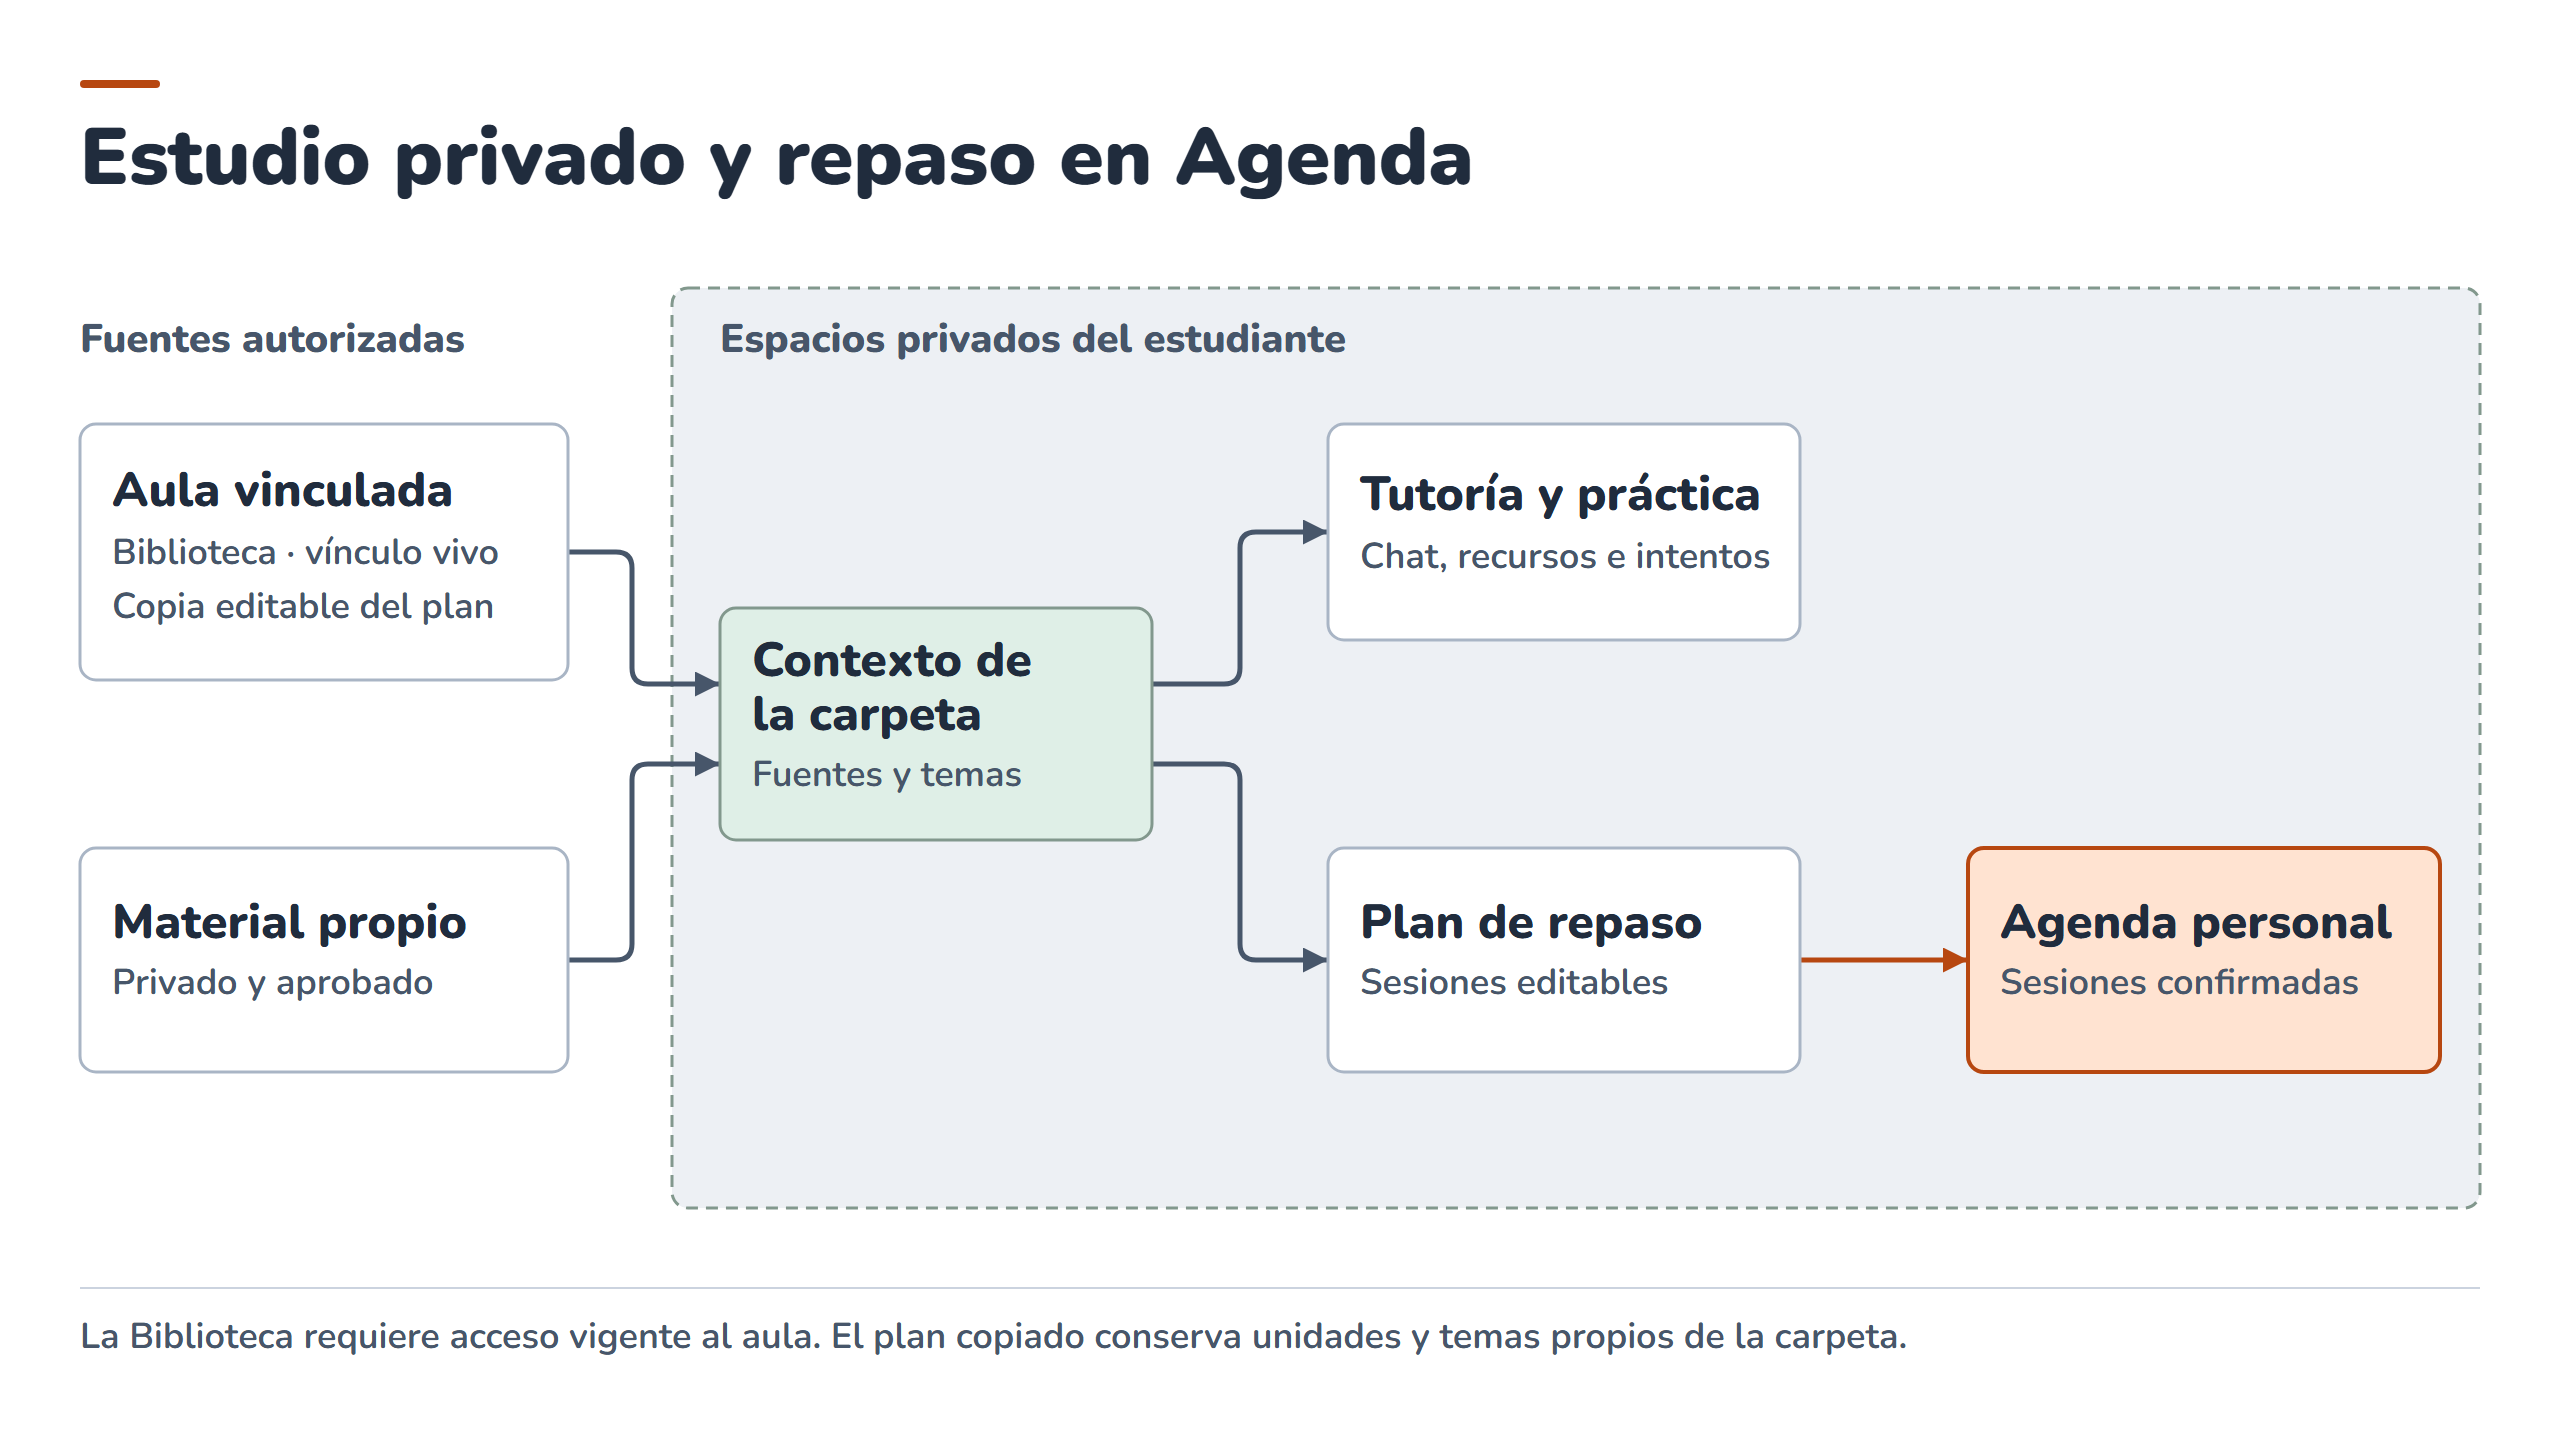 Estudio privado y repaso en Agenda
Fuentes autorizadas
Espacios privados del estudiante
Aula vinculada
Biblioteca · vínculo vivo
Copia editable del plan
Material propio
Privado y aprobado
Contexto de
la carpeta
Fuentes y temas
Tutoría y práctica
Chat, recursos e intentos
Plan de repaso
Sesiones editables
Agenda personal
Sesiones confirmadas
La Biblioteca requiere acceso vigente al aula. El plan copiado conserva unidades y temas propios de la carpeta.